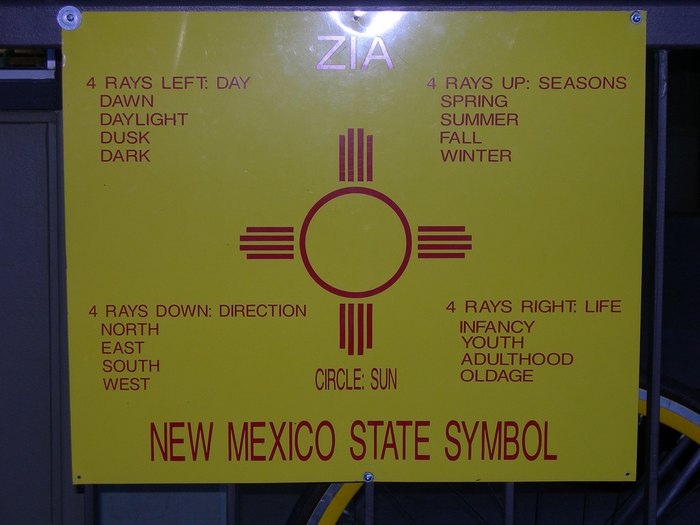 ZIA
4 RAYS LEFT: DAY
DAWN
DAYLIGHT
DUSK
DARK
4 RAYS UP: SEASONS
SPRING
SUMMER
FALL
WINTER
4 RAYS DOWN: DIRECTION
NORTH
EAST
SOUTH
WEST
4 RAYS RIGHT: LIFE
INFANCY
YOUTH
ADULTHOOD
OLDAGE
CIRCLE: SUN
NEW MEXICO STATE SYMBOL